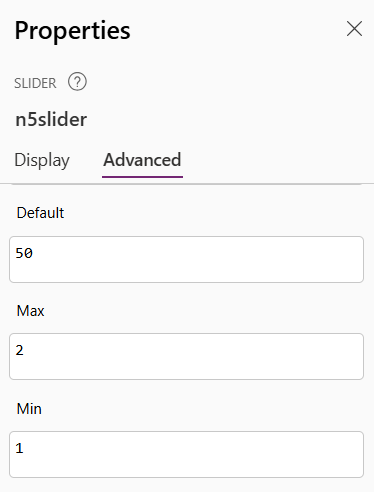 Properties
SLIDER ?
n5slider
Display Advanced
Default
50
Max
2
Min
1